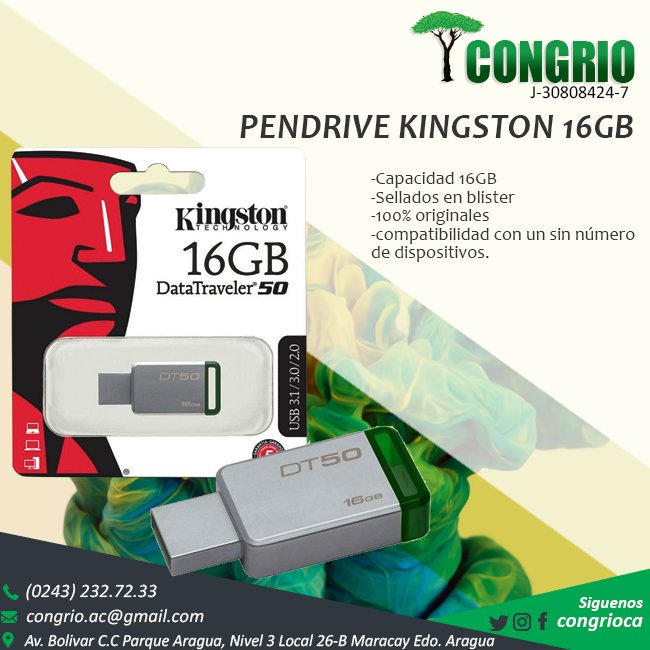 CONGRIO
J-30808424-7
PENDRIVE KINGSTON 16GB
-Capacidad 16GB
-Sellados en blister
-100% originales
-compatibilidad con un sin número
de dispositivos.
Kingston
TECHNOLOGY
16GB
DataTraveler® 50
USB 3.1 / 3.0 / 2.0
DT50
16GB
DT50
16GB
(0243) 232.72.33
congrio.ac@gmail.com
Av. Bolivar C.C Parque Aragua, Nivel 3 Local 26-B Maracay Edo. Aragua
Siguenos
congrioca